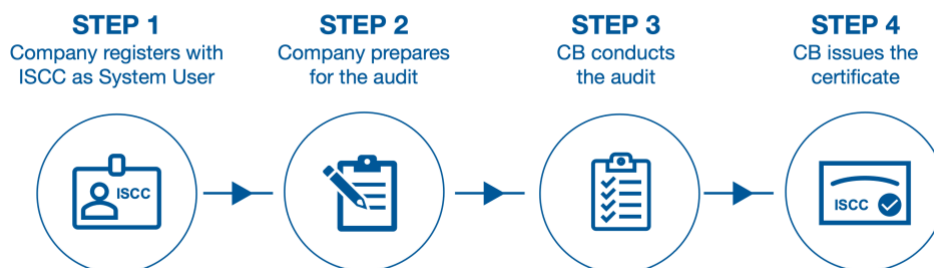 STEP 1
Company registers with
ISCC as System User
STEP 2
Company prepares
for the audit
STEP 3
CB conducts
the audit
STEP 4
CB issues the
certificate
ISCC
ISCC